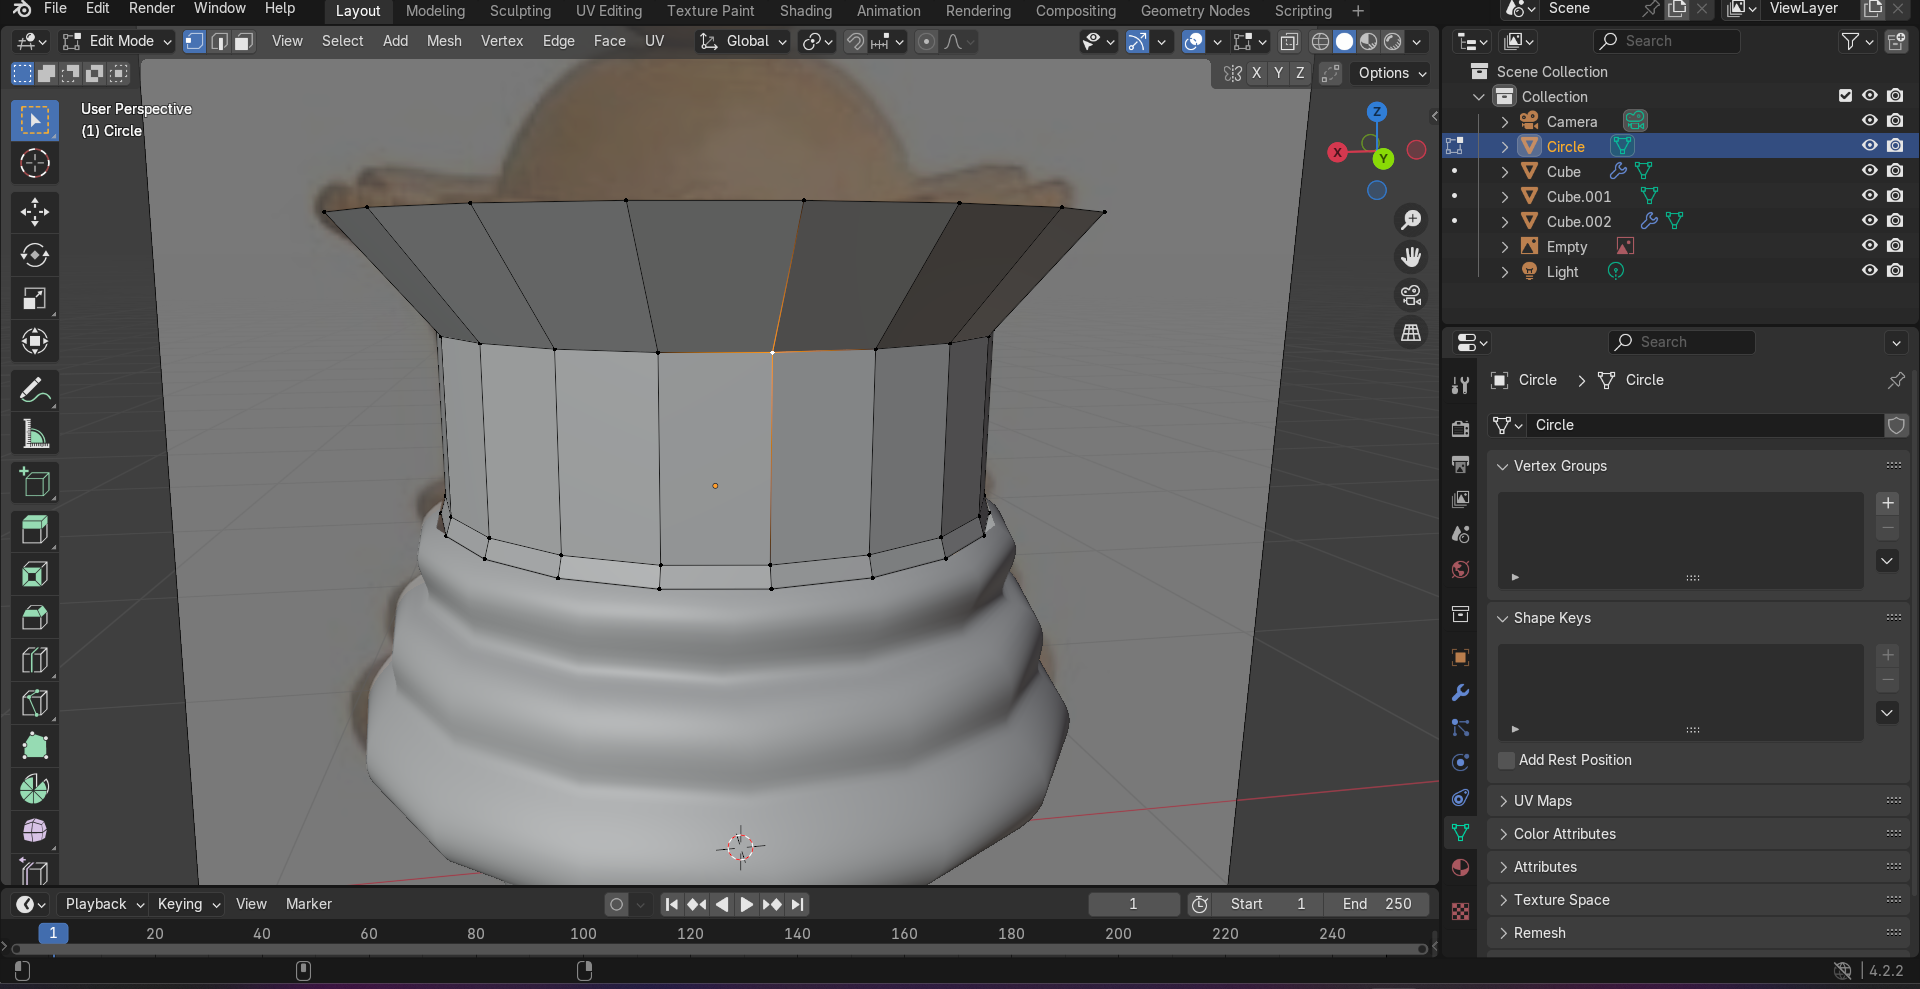 File Edit Render Window Help Layout Modeling Sculpting UV Editing Texture Paint Shading Animation Rendering Compositing Geometry Nodes Scripting + Scene ViewLayer
Edit Mode View Select Add Mesh Vertex Edge Face UV Global Search
X Y Z Options
User Perspective
(1) Circle
Z
X
Y
Scene Collection
Collection
Camera
Circle
Cube
Cube.001
Cube.002
Empty
Light
Search
Circle > Circle
Circle
Vertex Groups
Shape Keys
Add Rest Position
UV Maps
Color Attributes
Attributes
Texture Space
Remesh
Playback Keying View Marker 1 Start 1 End 250
1 20 40 60 80 100 120 140 160 180 200 220 240
4.2.2